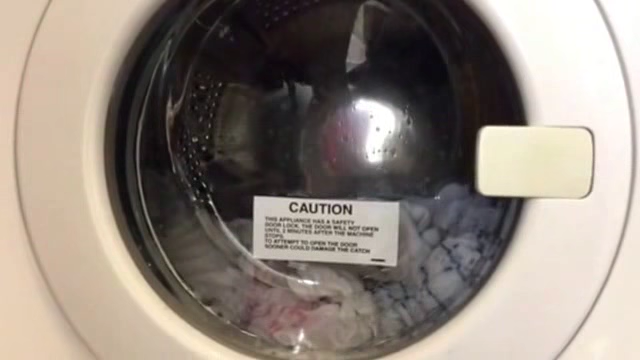 CAUTION
THIS APPLIANCE HAS A SAFETY
DOOR LOCK. THE DOOR WILL NOT OPEN
UNTIL 2 MINUTES AFTER THE MACHINE
STOPS.
TO ATTEMPT TO OPEN THE DOOR
SOONER COULD DAMAGE THE CATCH